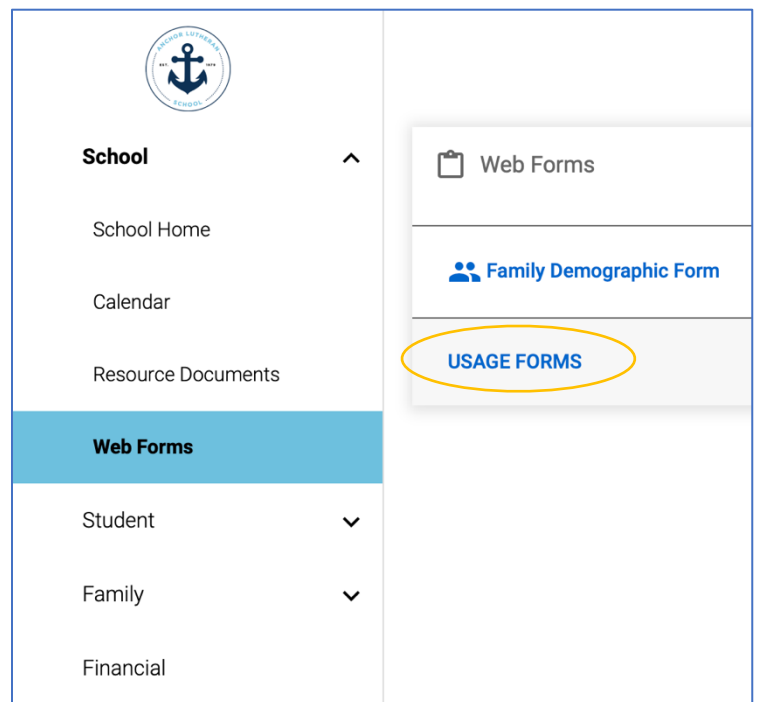 ANCHOR LUTHERAN
EST. 1974
SCHOOL
School
School Home
Calendar
Resource Documents
Web Forms
Student
Family
Financial
Web Forms
Family Demographic Form
USAGE FORMS